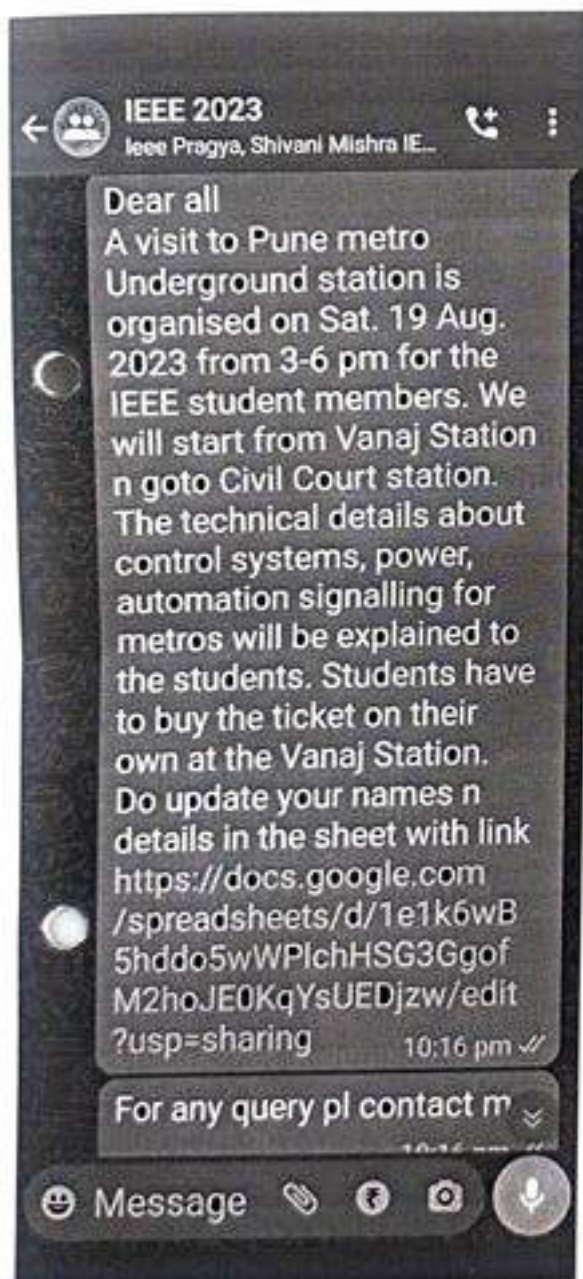 IEEE 2023
Ieee Pragya, Shivani Mishra IE...
Dear all
A visit to Pune metro
Underground station is
organised on Sat. 19 Aug.
2023 from 3-6 pm for the
IEEE student members. We
will start from Vanaj Station
n goto Civil Court station.
The technical details about
control systems, power,
automation signalling for
metros will be explained to
the students. Students have
to buy the ticket on their
own at the Vanaj Station.
Do update your names n
details in the sheet with link
https://docs.google.com
/spreadsheets/d/1e1k6wB
5hddo5wWPlchHSG3Ggof
M2hoJE0KqYsUEDjzw/edit
?usp=sharing 10:16 pm
For any query pl contact m
10:16 pm
Message